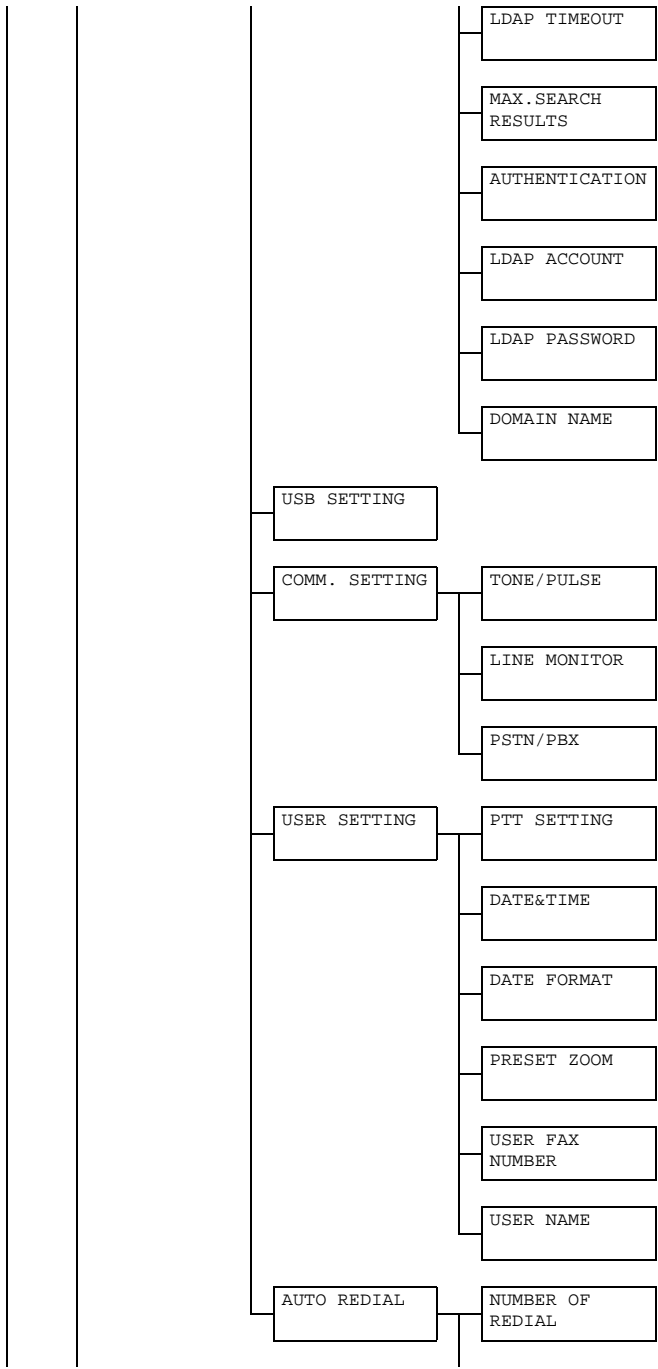 LDAP TIMEOUT
MAX.SEARCH
RESULTS
AUTHENTICATION
LDAP ACCOUNT
LDAP PASSWORD
DOMAIN NAME
USB SETTING
COMM. SETTING
TONE/PULSE
LINE MONITOR
PSTN/PBX
USER SETTING
PTT SETTING
DATE&TIME
DATE FORMAT
PRESET ZOOM
USER FAX
NUMBER
USER NAME
AUTO REDIAL
NUMBER OF
REDIAL